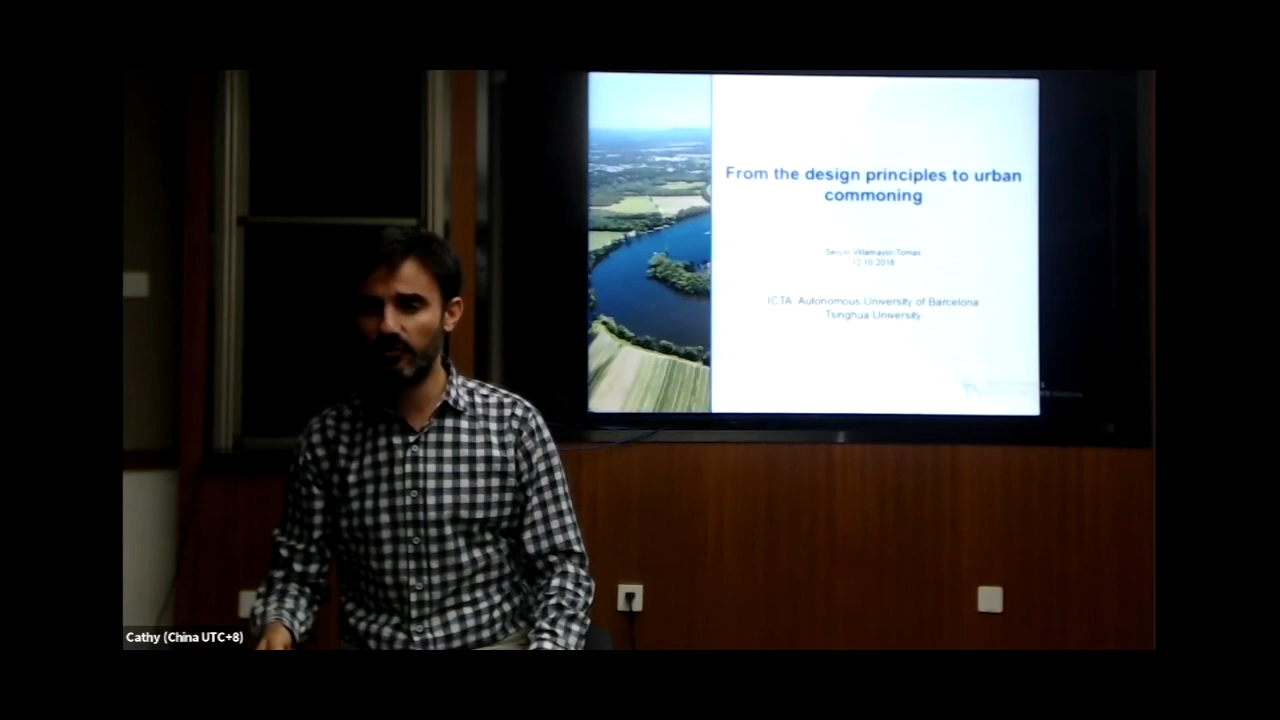 From the design principles to urban
commoning
Sergio Villamayor-Tomas
12.10.2018
ICTA. Autonomous University of Barcelona
Tsinghua University
Cathy (China UTC+8)